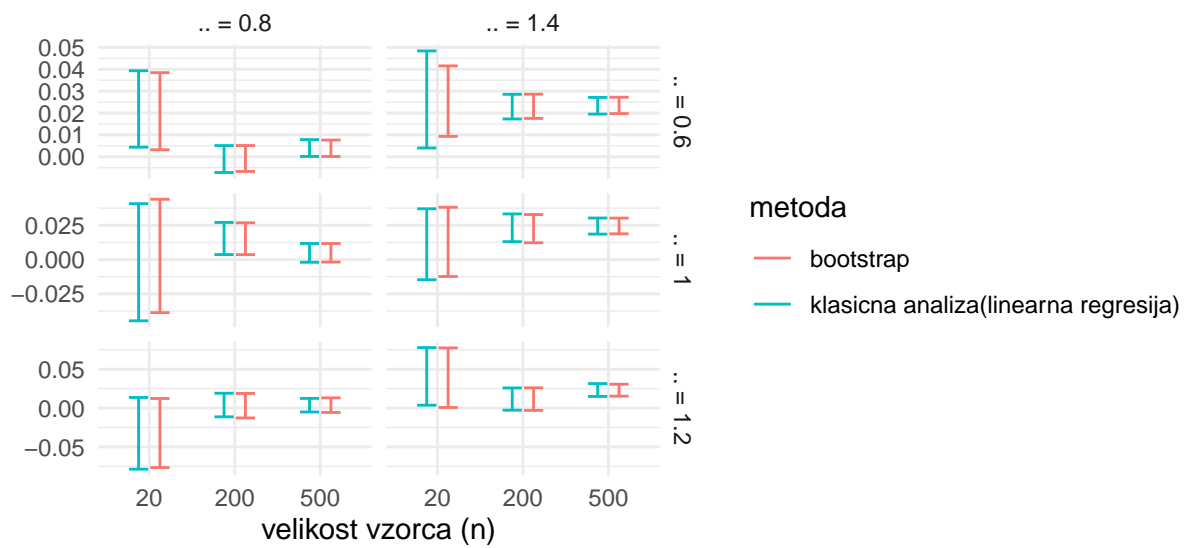 .. = 0.8
.. = 1.4
0.05
0.04
0.03
0.02
0.01
0.00
.. = 0.6
0.025
0.000
−0.025
.. = 1
0.05
0.00
−0.05
.. = 1.2
20 200 500 20 200 500
velikost vzorca (n)
metoda
bootstrap
klasicna analiza(linearna regresija)